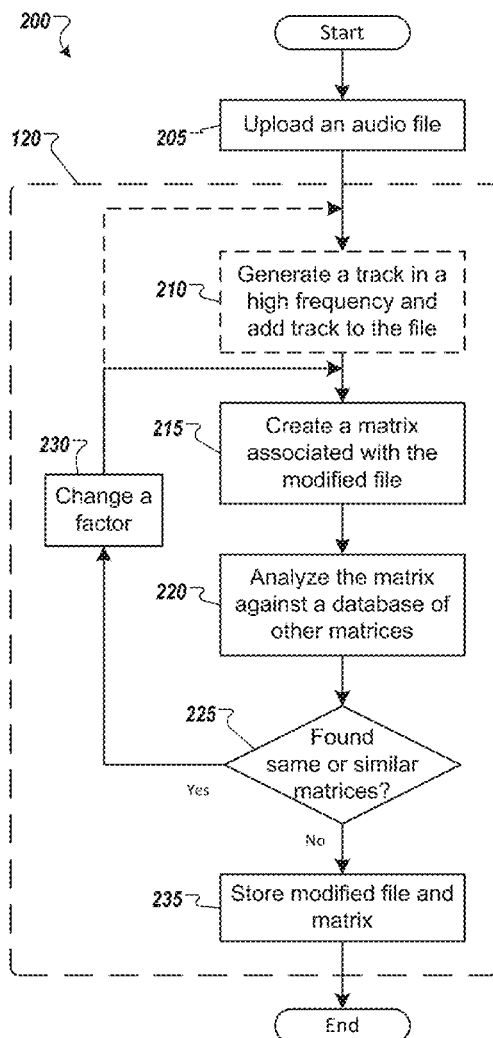 200
Start
205
Upload an audio file
120
210
Generate a track in a
high frequency and
add track to the file
215
Create a matrix
associated with the
modified file
230
Change a
factor
220
Analyze the matrix
against a database of
other matrices
225
Found
same or similar
matrices?
Yes
No
235
Store modified file and
matrix
End